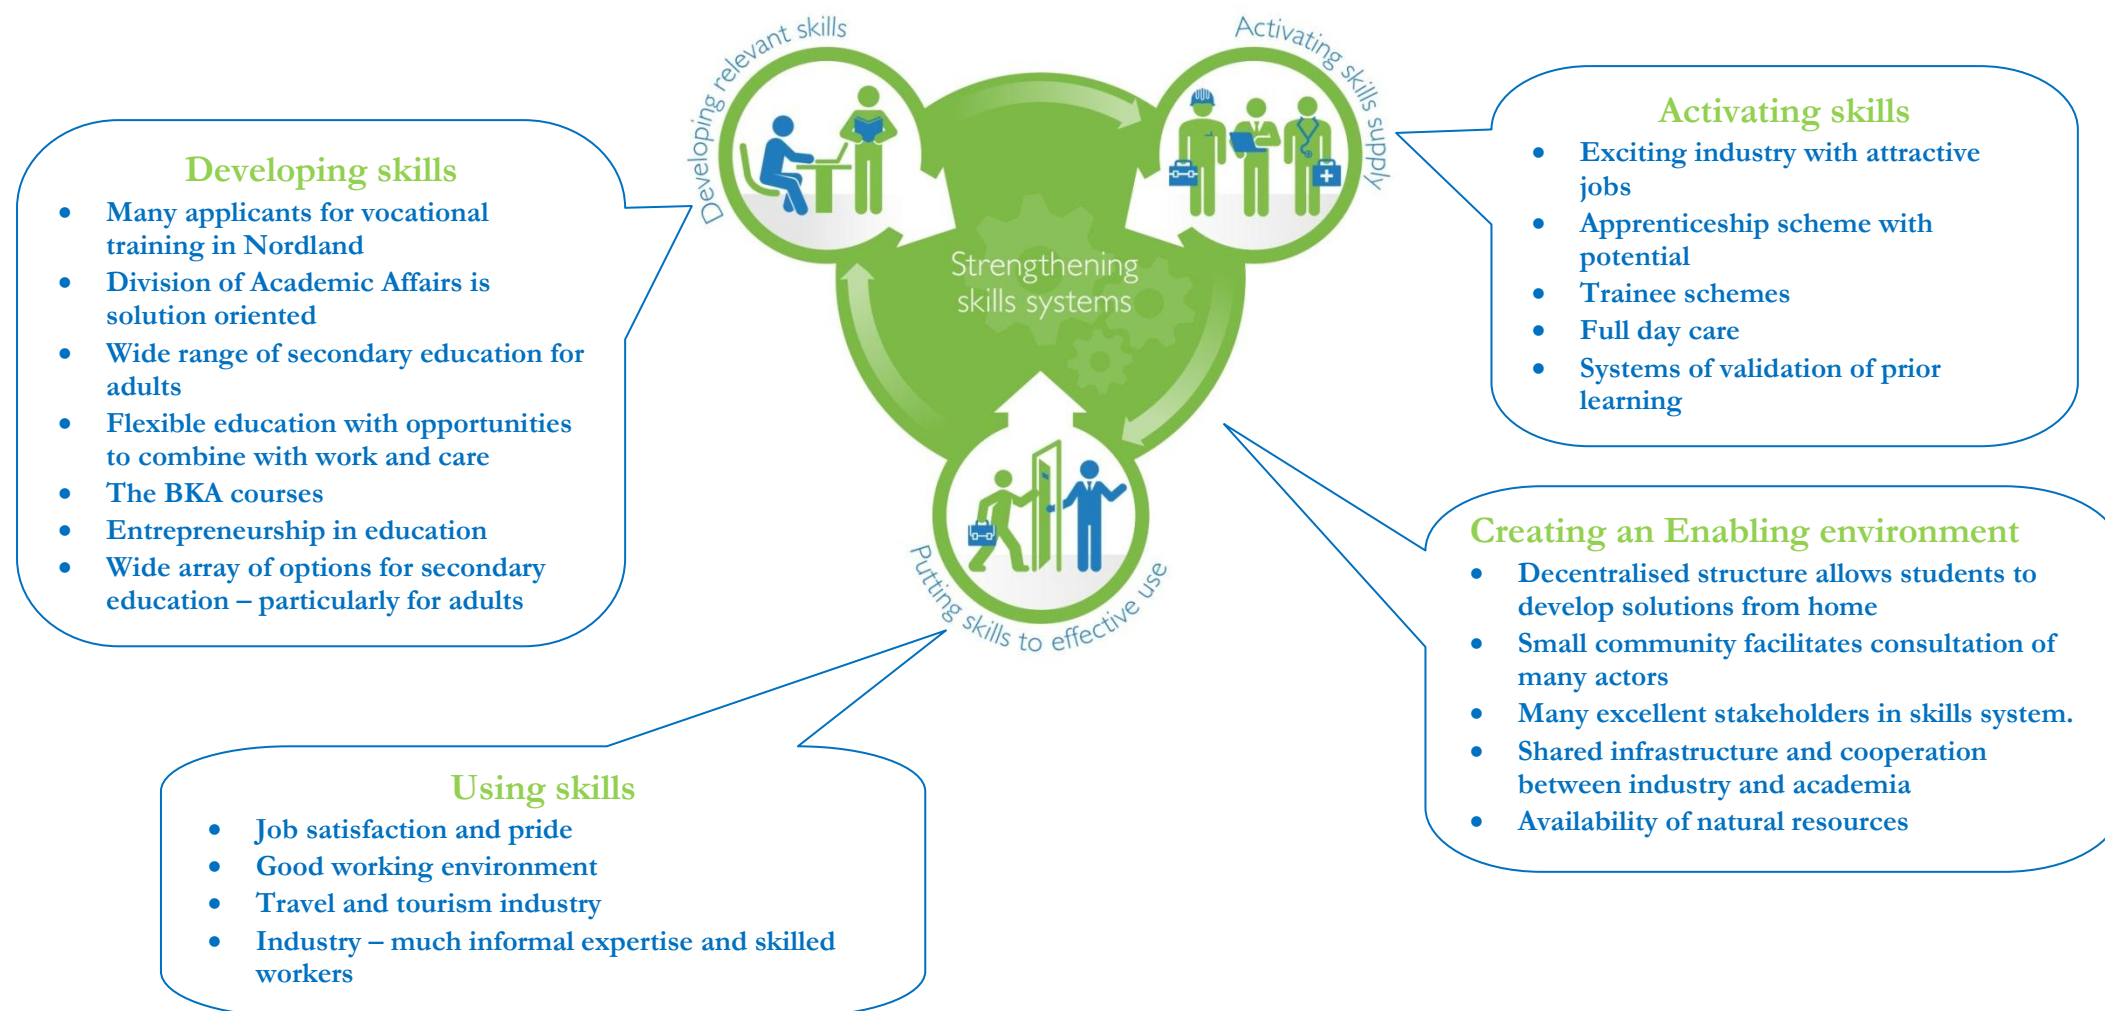 Developing relevant skills
Activating skills supply
Strengthening
skills systems
Putting skills to effective use
Developing skills
• Many applicants for vocational
training in Nordland
• Division of Academic Affairs is
solution oriented
• Wide range of secondary education for
adults
• Flexible education with opportunities
to combine with work and care
• The BKA courses
• Entrepreneurship in education
• Wide array of options for secondary
education – particularly for adults
Activating skills
• Exciting industry with attractive
jobs
• Apprenticeship scheme with
potential
• Trainee schemes
• Full day care
• Systems of validation of prior
learning
Creating an Enabling environment
• Decentralised structure allows students to
develop solutions from home
• Small community facilitates consultation of
many actors
• Many excellent stakeholders in skills system.
• Shared infrastructure and cooperation
between industry and academia
• Availability of natural resources
Using skills
• Job satisfaction and pride
• Good working environment
• Travel and tourism industry
• Industry – much informal expertise and skilled
workers